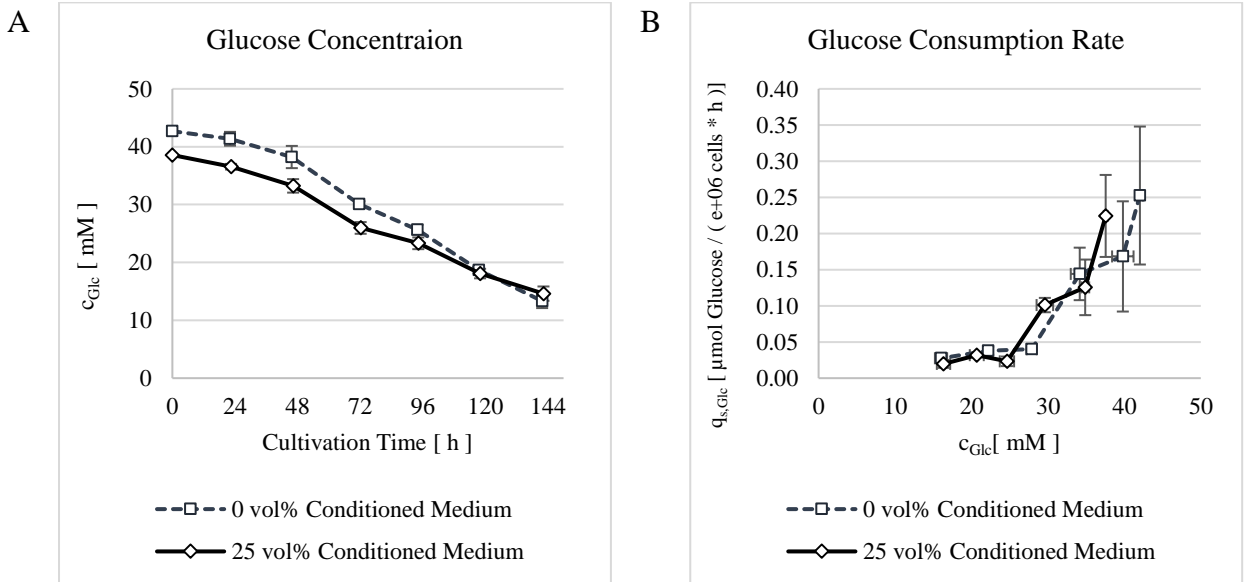 A
Glucose Concentraion
50
40
30
20
10
0
c_Glc [ mM ]
0 24 48 72 96 120 144
Cultivation Time [ h ]
0 vol% Conditioned Medium
25 vol% Conditioned Medium
B
Glucose Consumption Rate
0.40
0.35
0.30
0.25
0.20
0.15
0.10
0.05
0.00
q_s,Glc [ µmol Glucose / ( e+06 cells * h )]
0 10 20 30 40 50
c_Glc[ mM ]
0 vol% Conditioned Medium
25 vol% Conditioned Medium